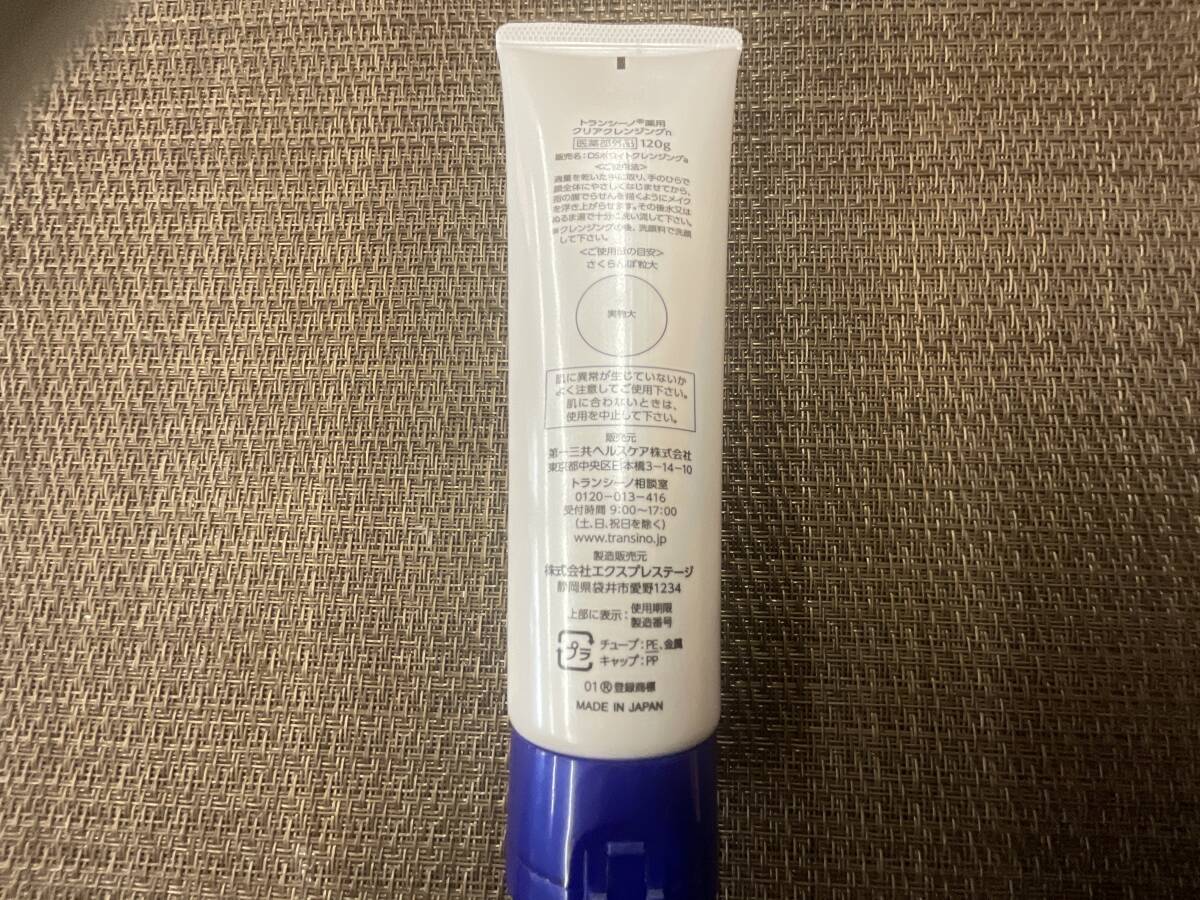 トランシーノ®薬用
クリアクレンジングn
医薬部外品 120g
販売名:DSホワイトクレンジングa
<ご使用法>
適量を乾いた手に取り、手のひらで
顔全体にやさしくなじませてから、
指の腹でらせんを描くようにメイク
を浮き上がらせます。その後水又は
ぬるま湯で十分に洗い流して下さい。
※クレンジングの後、洗顔料で洗顔
して下さい。
<ご使用量の目安>
さくらんぼ粒大
実物大
肌に異常が生じていないか
よく注意してご使用下さい。
肌に合わないときは、
使用を中止して下さい。
販売元
第一三共ヘルスケア株式会社
東京都中央区日本橋3-14-10
トランシーノ相談室
0120-013-416
受付時間 9:00~17:00
(土、日、祝日を除く)
www.transino.jp
製造販売元
株式会社エクスプレステージ
静岡県袋井市愛野1234
上部に表示:使用期限
製造番号
プラ
チューブ:PE、金属
キャップ:PP
01 ® 登録商標
MADE IN JAPAN